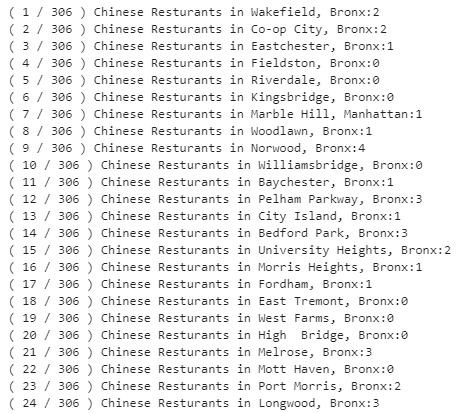 ( 1 / 306 ) Chinese Resturants in Wakefield, Bronx:2
( 2 / 306 ) Chinese Resturants in Co-op City, Bronx:2
( 3 / 306 ) Chinese Resturants in Eastchester, Bronx:1
( 4 / 306 ) Chinese Resturants in Fieldston, Bronx:0
( 5 / 306 ) Chinese Resturants in Riverdale, Bronx:0
( 6 / 306 ) Chinese Resturants in Kingsbridge, Bronx:0
( 7 / 306 ) Chinese Resturants in Marble Hill, Manhattan:1
( 8 / 306 ) Chinese Resturants in Woodlawn, Bronx:1
( 9 / 306 ) Chinese Resturants in Norwood, Bronx:4
( 10 / 306 ) Chinese Resturants in Williamsbridge, Bronx:0
( 11 / 306 ) Chinese Resturants in Baychester, Bronx:1
( 12 / 306 ) Chinese Resturants in Pelham Parkway, Bronx:3
( 13 / 306 ) Chinese Resturants in City Island, Bronx:1
( 14 / 306 ) Chinese Resturants in Bedford Park, Bronx:3
( 15 / 306 ) Chinese Resturants in University Heights, Bronx:2
( 16 / 306 ) Chinese Resturants in Morris Heights, Bronx:1
( 17 / 306 ) Chinese Resturants in Fordham, Bronx:1
( 18 / 306 ) Chinese Resturants in East Tremont, Bronx:0
( 19 / 306 ) Chinese Resturants in West Farms, Bronx:0
( 20 / 306 ) Chinese Resturants in High  Bridge, Bronx:0
( 21 / 306 ) Chinese Resturants in Melrose, Bronx:3
( 22 / 306 ) Chinese Resturants in Mott Haven, Bronx:0
( 23 / 306 ) Chinese Resturants in Port Morris, Bronx:2
( 24 / 306 ) Chinese Resturants in Longwood, Bronx:3